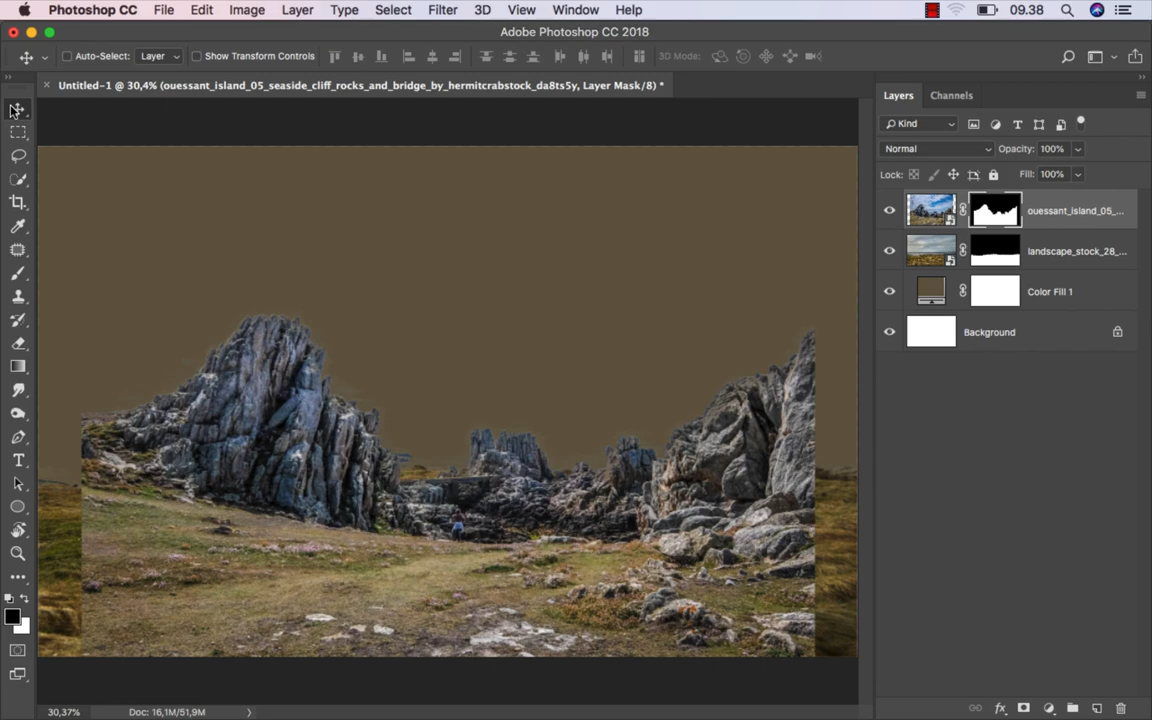 Photoshop CC File Edit Image Layer Type Select Filter 3D View Window Help 09.38
Adobe Photoshop CC 2018
Auto-Select: Layer Show Transform Controls 3D Mode:
Untitled-1 @ 30,4% (ouessant_island_05_seaside_cliff_rocks_and_bridge_by_hermitcrabstock_da8ts5y, Layer Mask/8) *
Layers Channels
Kind
Normal Opacity: 100%
Lock: Fill: 100%
ouessant_island_05_...
landscape_stock_28_...
Color Fill 1
Background
30,37% Doc: 16,1M/51,9M